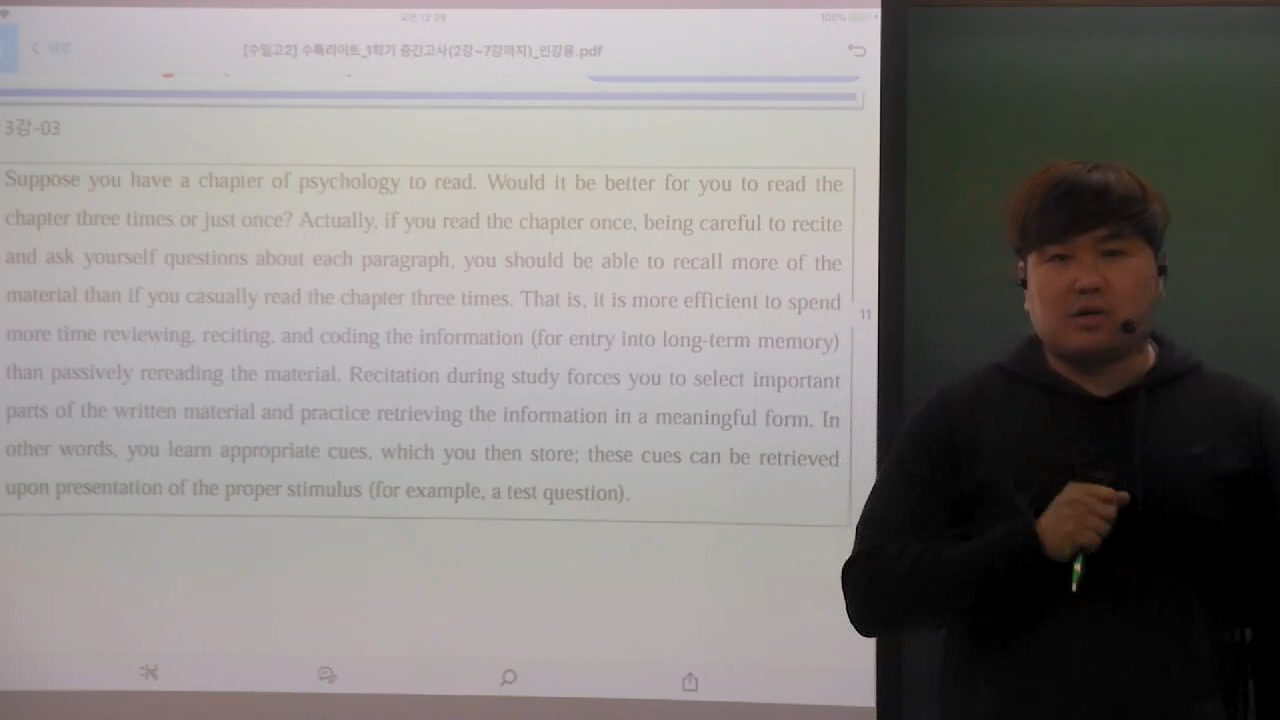 오전 12:39
100%
[수일고2] 수특라이트_1학기 중간고사(2강~7강까지)_인강용.pdf
3강-03
Suppose you have a chapter of psychology to read. Would it be better for you to read the
chapter three times or just once? Actually, if you read the chapter once, being careful to recite
and ask yourself questions about each paragraph, you should be able to recall more of the
material than if you casually read the chapter three times. That is, it is more efficient to spend
more time reviewing, reciting, and coding the information (for entry into long-term memory)
than passively rereading the material. Recitation during study forces you to select important
parts of the written material and practice retrieving the information in a meaningful form. In
other words, you learn appropriate cues, which you then store; these cues can be retrieved
upon presentation of the proper stimulus (for example, a test question).
11